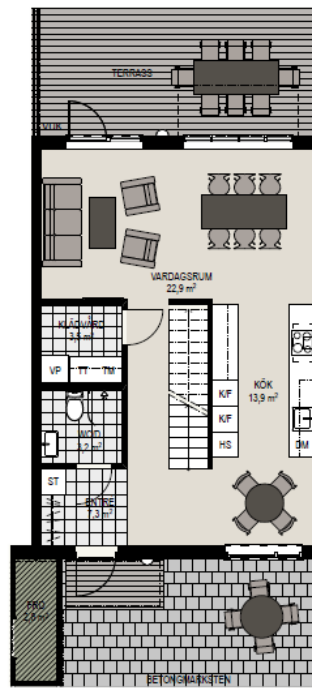 TERRASS
VUK
VARDAGSRUM
22,9 m²
KLÄDVÅRD
3,5 m²
VP TT TM
KÖK
13,9 m²
K/F
K/F
HS
DM
WC/D
3,2 m²
ST
ENTRÉ
7,3 m²
FRD
2,8 m²
BETONGMARKSTEN